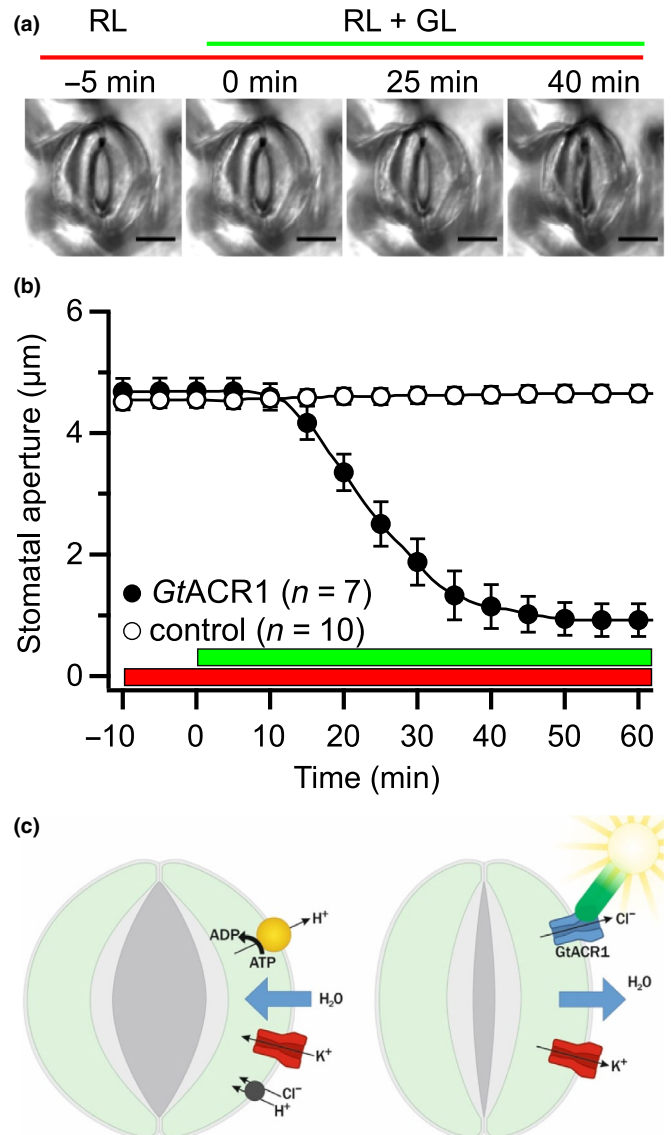 (a)
RL RL + GL
–5 min 0 min 25 min 40 min
(b)
Stomatal aperture (µm)
6
4
2
0
GtACR1 (n = 7)
control (n = 10)
–10 0 10 20 30 40 50 60
Time (min)
(c)
H⁺
ADP
ATP
H₂O
K⁺
Cl⁻
H⁺
Cl⁻
GtACR1
H₂O
K⁺